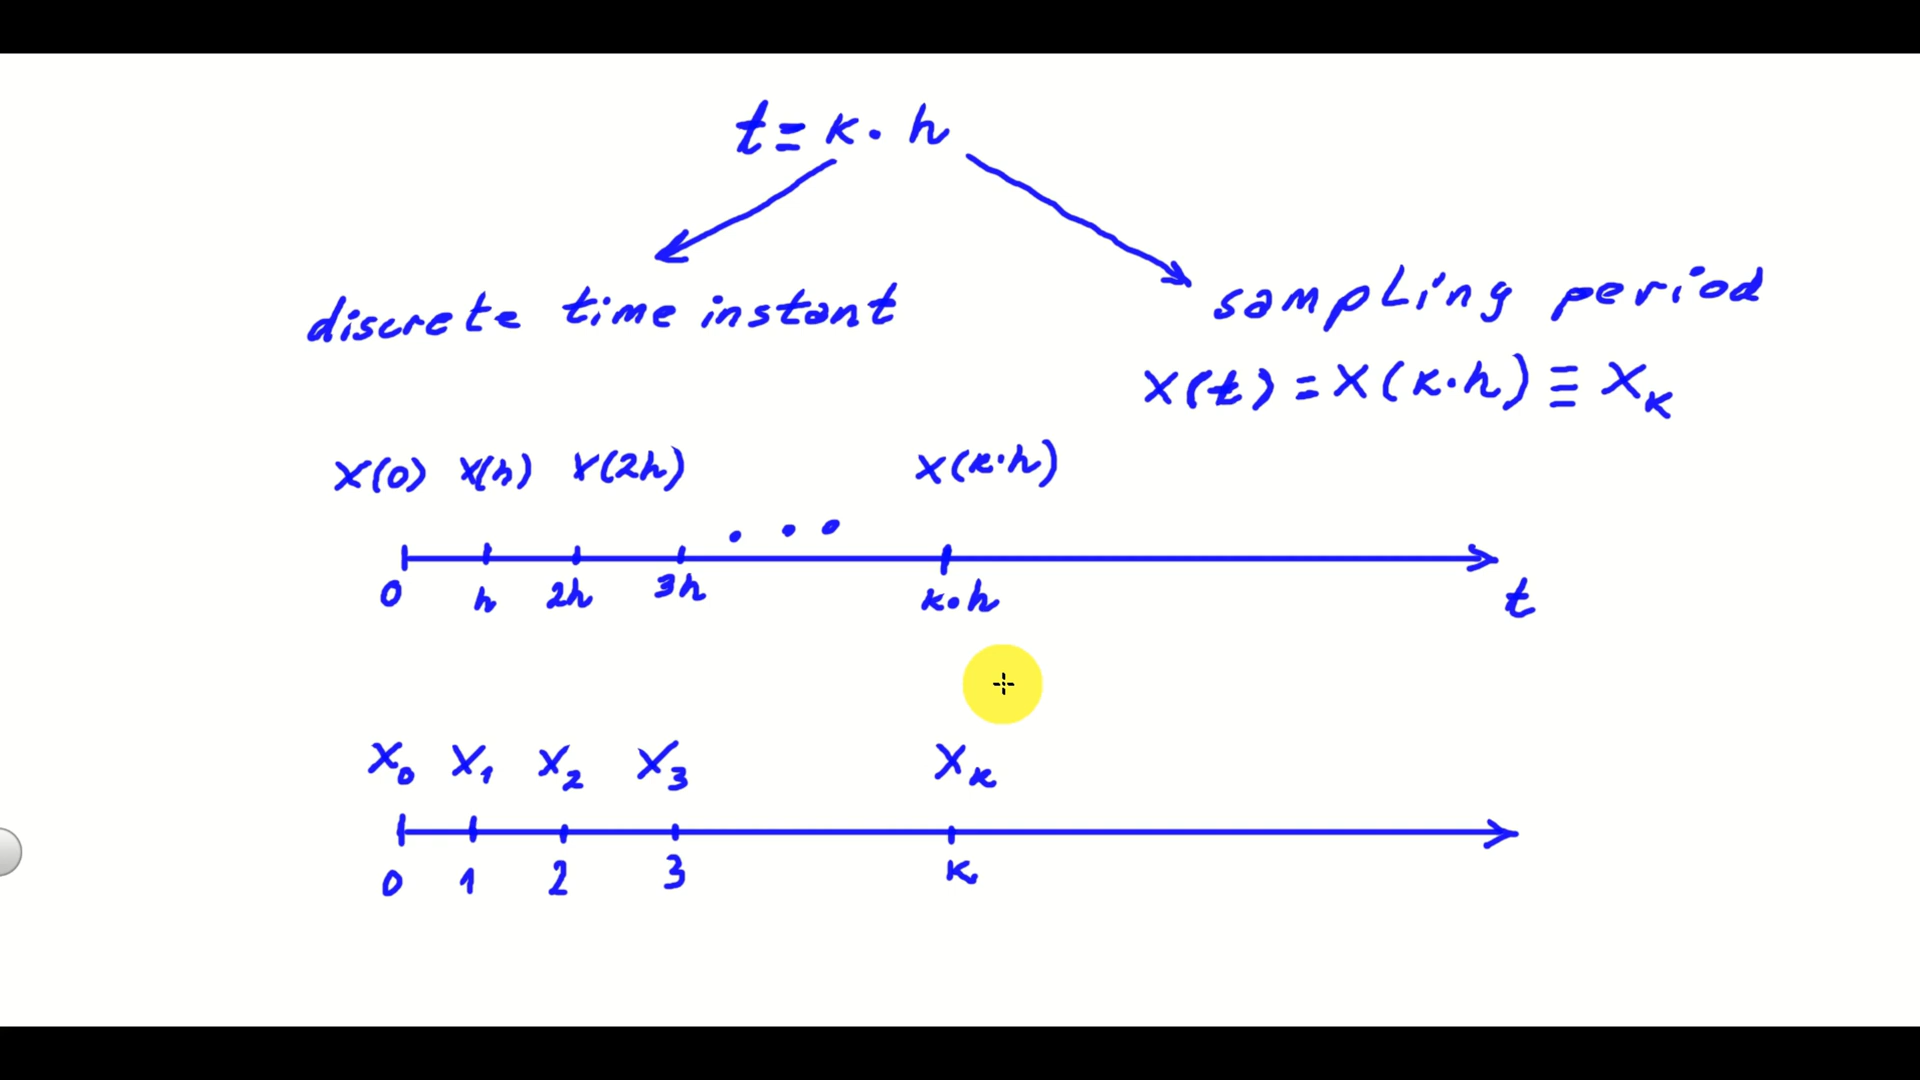 t = k · h
discrete time instant
sampling period
X(t) = X(k·h) ≡ X_k
X(0) X(h) X(2h) X(k·h)
• • •
0 h 2h 3h k·h t
X_0 X_1 X_2 X_3 X_k
0 1 2 3 k